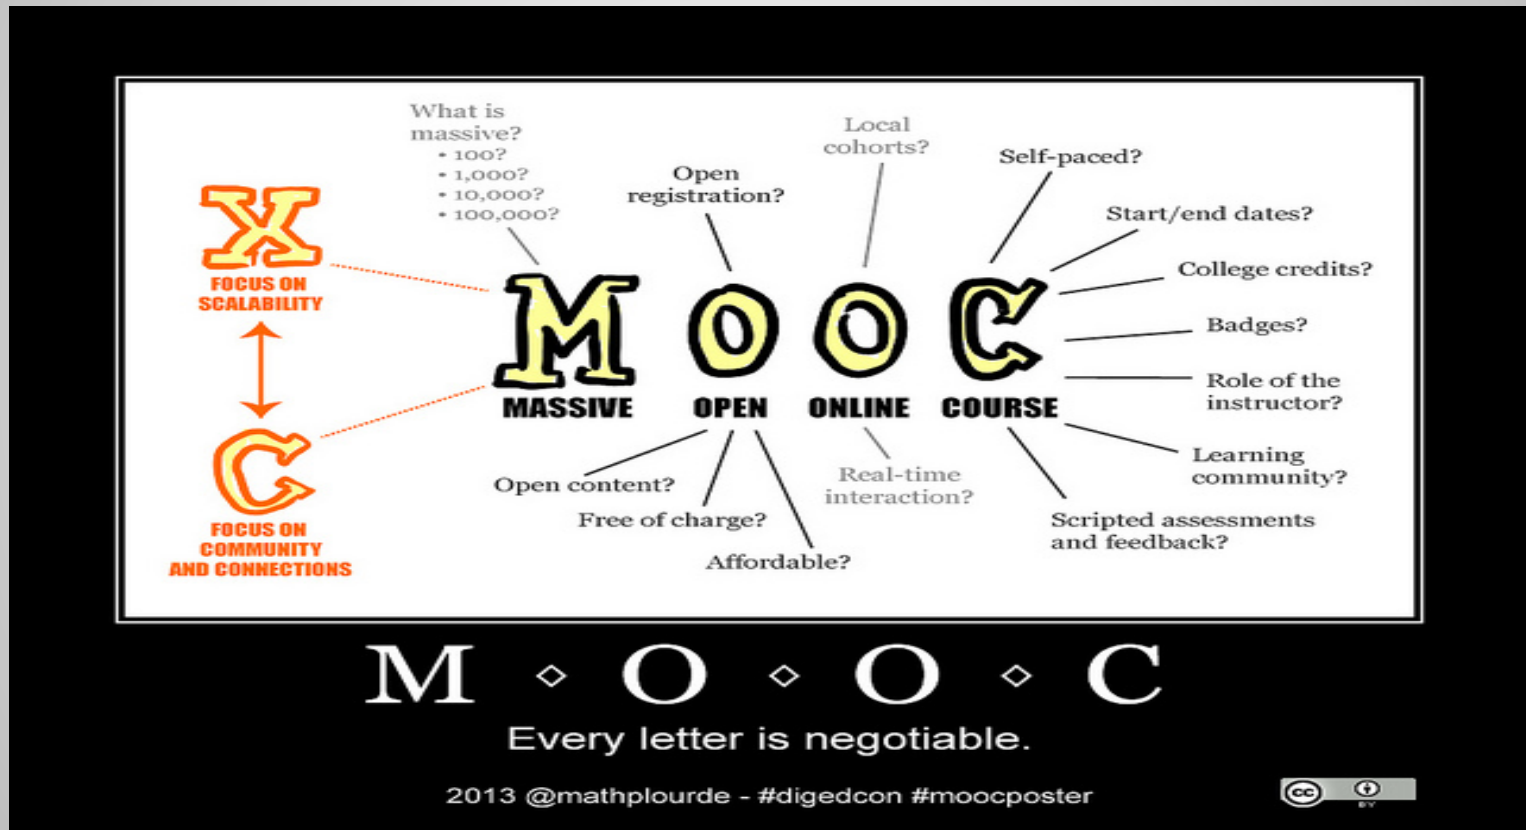 What is
massive?
• 100?
• 1,000?
• 10,000?
• 100,000?
Open
registration?
Local
cohorts?
Self-paced?
Start/end dates?
College credits?
Badges?
Role of the
instructor?
Learning
community?
Scripted assessments
and feedback?
X
FOCUS ON
SCALABILITY
C
FOCUS ON
COMMUNITY
AND CONNECTIONS
MOOC
MASSIVE OPEN ONLINE COURSE
Open content?
Free of charge?
Affordable?
Real-time
interaction?
M ◇ O ◇ O ◇ C
Every letter is negotiable.
2013 @mathplourde - #digedcon #moocposter
cc
BY